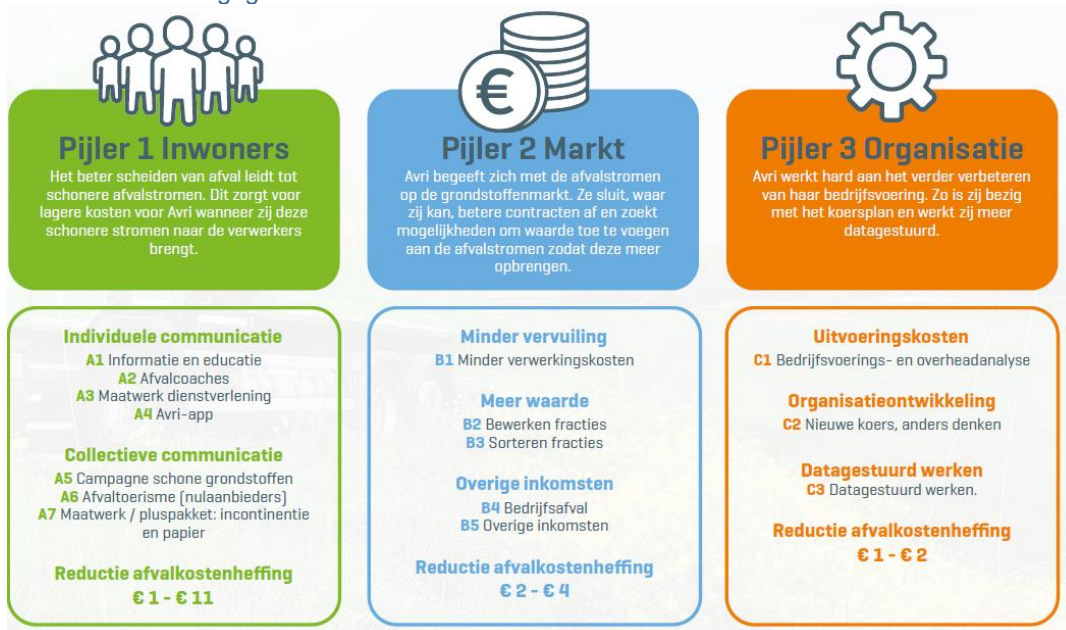 €
Pijler 1 Inwoners
Het beter scheiden van afval leidt tot
schonere afvalstromen. Dit zorgt voor
lagere kosten voor Avri wanneer zij deze
schonere stromen naar de verwerkers
brengt.
Individuele communicatie
A1 Informatie en educatie
A2 Afvalcoaches
A3 Maatwerk dienstverlening
A4 Avri-app
Collectieve communicatie
A5 Campagne schone grondstoffen
A6 Afvaltoerisme (nulaanbieders)
A7 Maatwerk / pluspakket: incontinentie
en papier
Reductie afvalkostenheffing
€ 1 - € 11
Pijler 2 Markt
Avri begeeft zich met de afvalstromen
op de grondstoffenmarkt. Ze sluit, waar
zij kan, betere contracten af en zoekt
mogelijkheden om waarde toe te voegen
aan de afvalstromen zodat deze meer
opbrengen.
Minder vervuiling
B1 Minder verwerkingskosten
Meer waarde
B2 Bewerken fracties
B3 Sorteren fracties
Overige inkomsten
B4 Bedrijfsafval
B5 Overige inkomsten
Reductie afvalkostenheffing
€ 2 - € 4
Pijler 3 Organisatie
Avri werkt hard aan het verder verbeteren
van haar bedrijfsvoering. Zo is zij bezig
met het koersplan en werkt zij meer
datagestuurd.
Uitvoeringskosten
C1 Bedrijfsvoerings- en overheadanalyse
Organisatieontwikkeling
C2 Nieuwe koers, anders denken
Datagestuurd werken
C3 Datagestuurd werken.
Reductie afvalkostenheffing
€ 1 - € 2